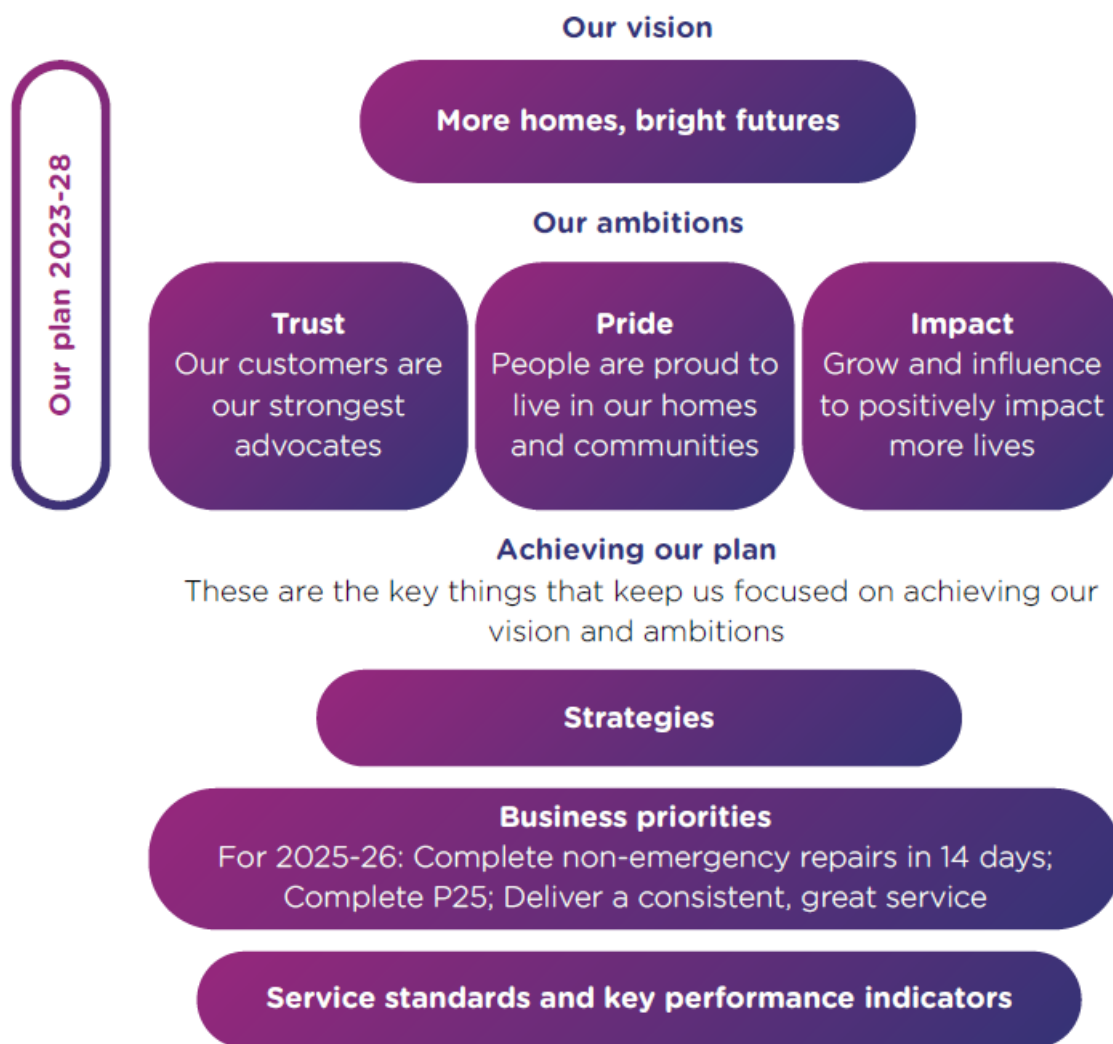 Our vision
More homes, bright futures
Our plan 2023-28
Our ambitions
Trust
Our customers are
our strongest
advocates
Pride
People are proud to
live in our homes
and communities
Impact
Grow and influence
to positively impact
more lives
Achieving our plan
These are the key things that keep us focused on achieving our
vision and ambitions
Strategies
Business priorities
For 2025-26: Complete non-emergency repairs in 14 days;
Complete P25; Deliver a consistent, great service
Service standards and key performance indicators